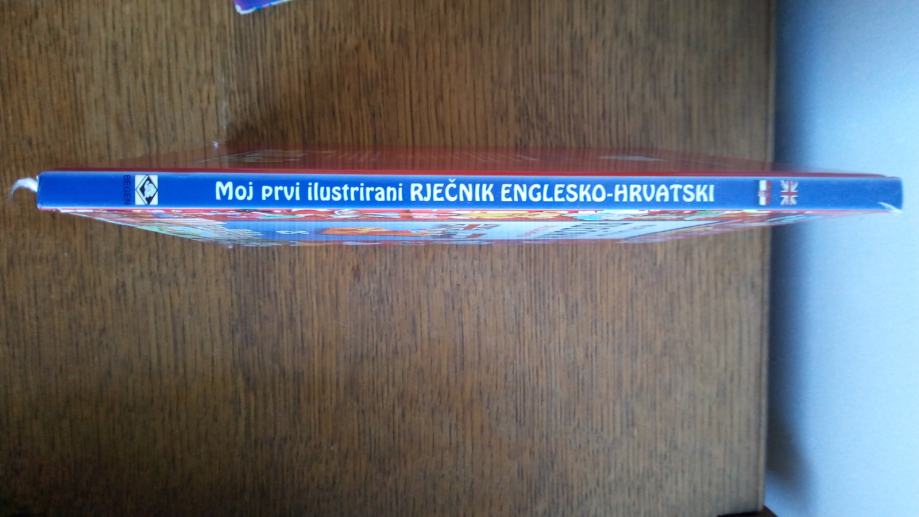 Moj prvi ilustrirani RJEČNIK ENGLESKO-HRVATSKI